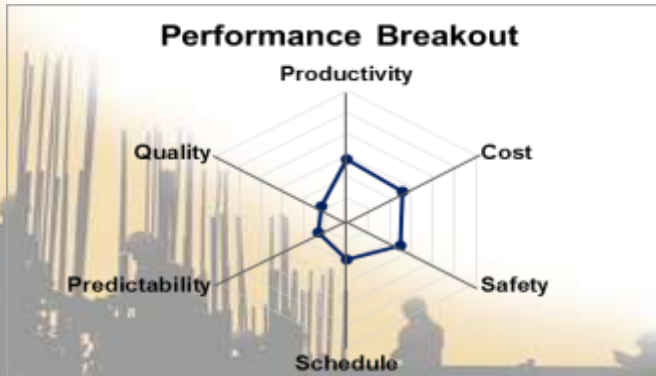 Performance Breakout
Productivity
Quality
Cost
Predictability
Safety
Schedule